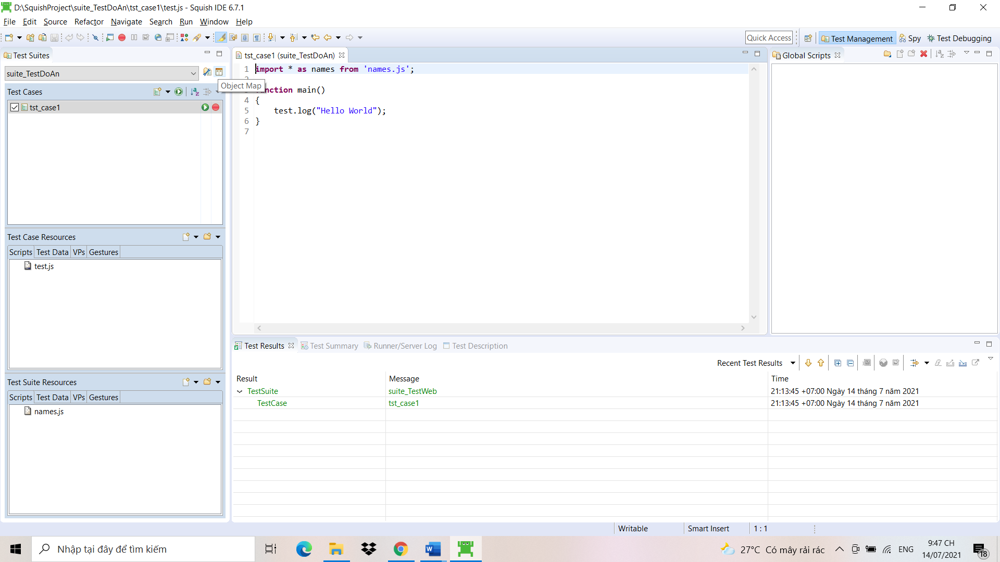 D:\SquishProject\suite_TestDoAn\tst_case1\test.js - Squish IDE 6.7.1
File Edit Source Refactor Navigate Search Run Window Help
Quick Access Test Management Spy Test Debugging
Test Suites
suite_TestDoAn
Object Map
Test Cases
tst_case1
Test Case Resources
Scripts Test Data VPs Gestures
test.js
Test Suite Resources
Scripts Test Data VPs Gestures
names.js
tst_case1 (suite_TestDoAn)
1 import * as names from 'names.js';
nction main()
4 {
5 test.log("Hello World");
6 }
7
Global Scripts
Test Results Test Summary Runner/Server Log Test Description
Recent Test Results
Result Message Time
TestSuite suite_TestWeb 21:13:45 +07:00 Ngày 14 tháng 7 năm 2021
TestCase tst_case1 21:13:45 +07:00 Ngày 14 tháng 7 năm 2021
Writable Smart Insert 1 : 1
Nhập tại đây để tìm kiếm
27°C Có mây rải rác ENG 9:47 CH
14/07/2021
18